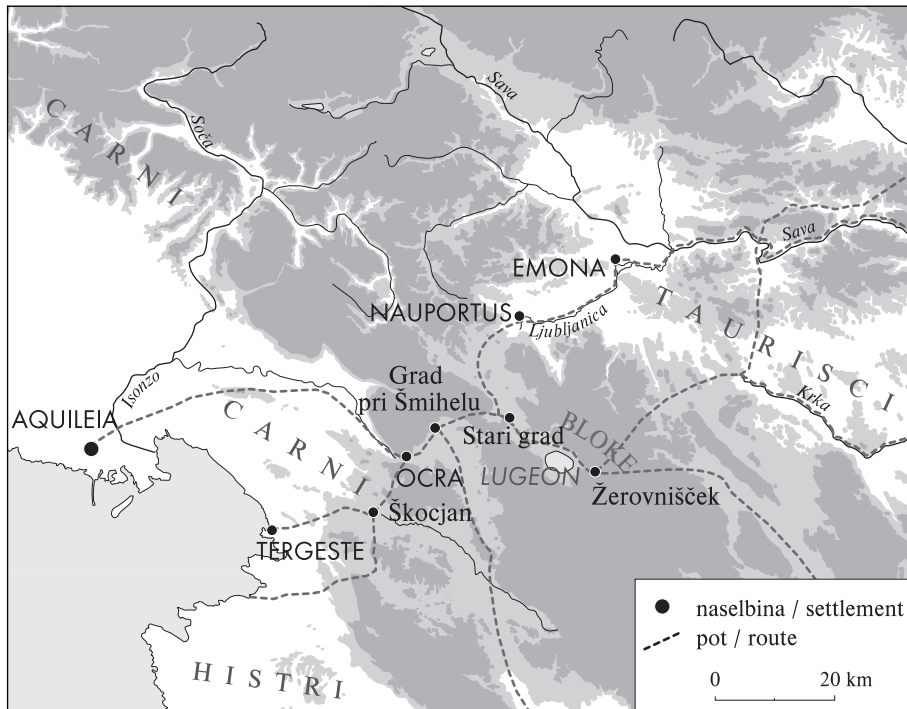 CARNI
Soča
Sava
EMONA
Sava
NAUPORTUS
Ljubljanica
TAURISCI
Isonzo
Krka
AQUILEIA
CARNI
Grad
pri Šmihelu
Stari grad
BLOKE
OCRA
LUGEON
Žerovnišček
Škocjan
TERGESTE
HISTRI
naselbina / settlement
pot / route
0 20 km